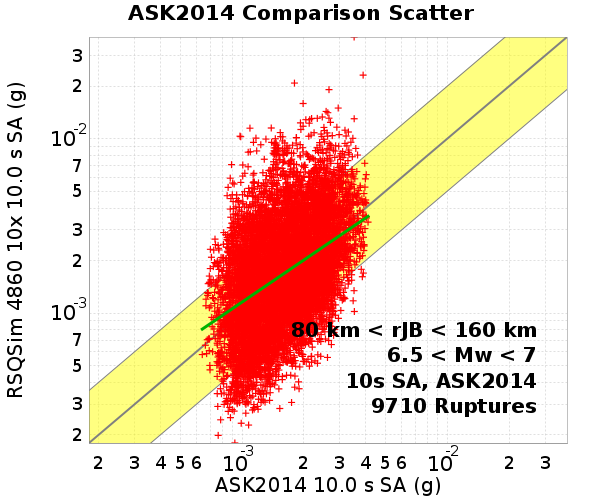 ASK2014 Comparison Scatter
RSQSim 4860 10x 10.0 s SA (g)
3
2
10-2
7
5
3
2
10-3
7
5
3
2
80 km < rJB < 160 km
6.5 < Mw < 7
10s SA, ASK2014
9710 Ruptures
2 3 4 5 6 10-3 2 3 4 5 6 10-2 2 3
ASK2014 10.0 s SA (g)